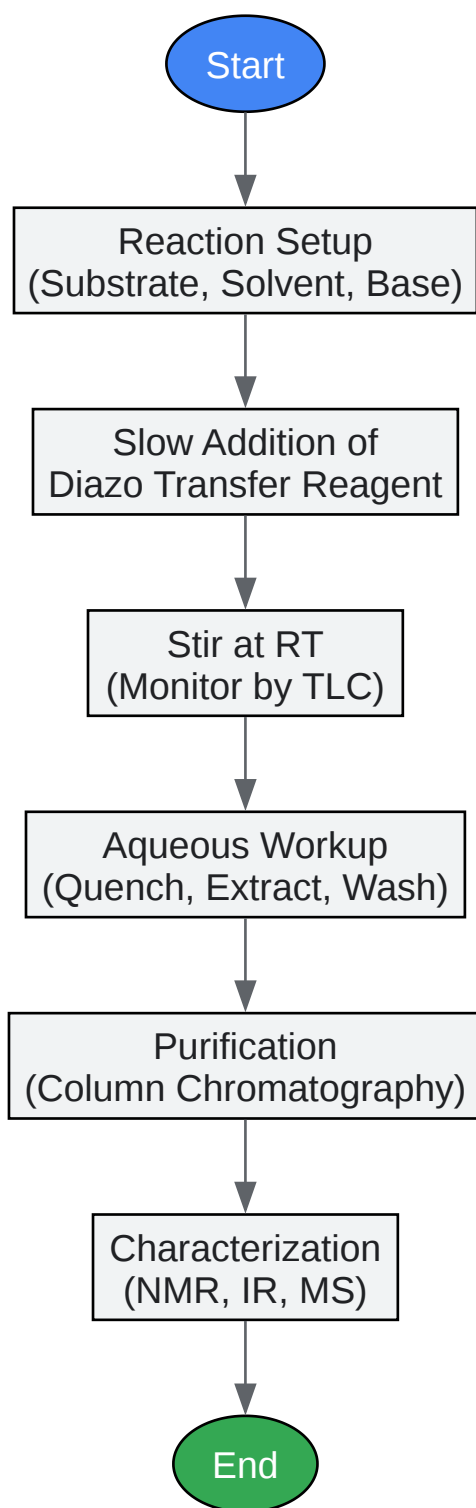 Start
Reaction Setup
(Substrate, Solvent, Base)
Slow Addition of
Diazo Transfer Reagent
Stir at RT
(Monitor by TLC)
Aqueous Workup
(Quench, Extract, Wash)
Purification
(Column Chromatography)
Characterization
(NMR, IR, MS)
End